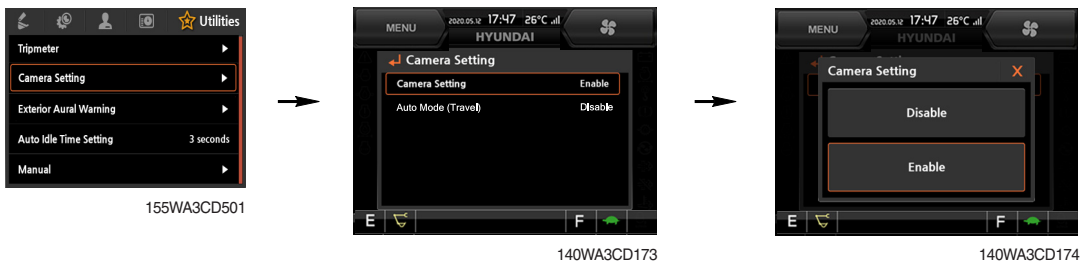 Utilities
Tripmeter
Camera Setting
Exterior Aural Warning
Auto Idle Time Setting 3 seconds
Manual
155WA3CD501
MENU 2020.05.12 17:47 26°C
HYUNDAI
Camera Setting
Camera Setting Enable
Auto Mode (Travel) Disable
E F
140WA3CD173
MENU 2020.05.12 17:47 26°C
HYUNDAI
Camera Setting X
Disable
Enable
E F
140WA3CD174